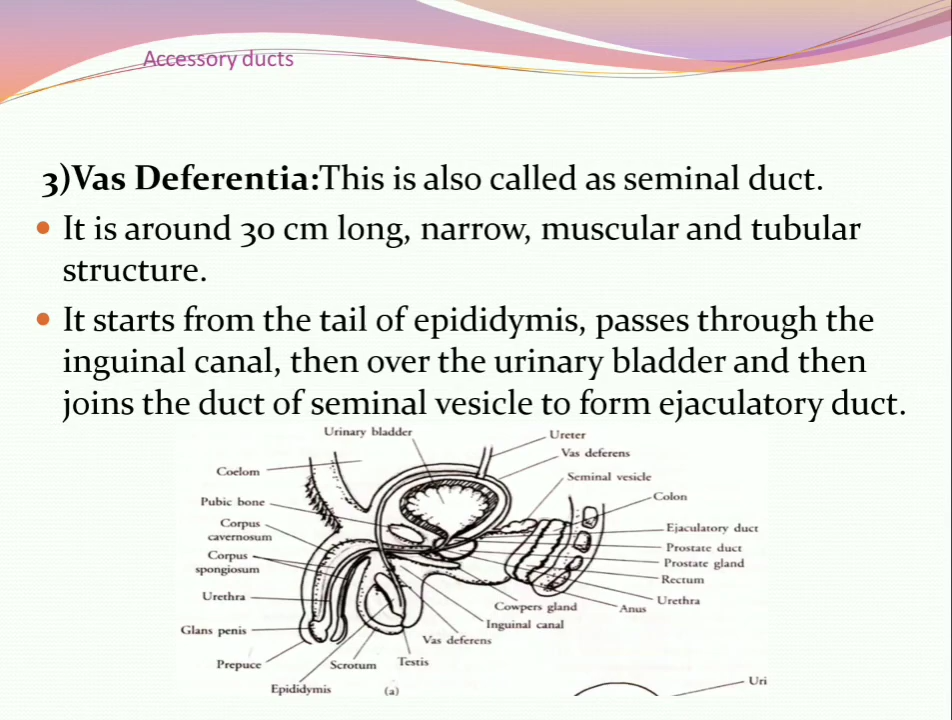 Accessory ducts
3)Vas Deferentia:This is also called as seminal duct.
• It is around 30 cm long, narrow, muscular and tubular
structure.
• It starts from the tail of epididymis, passes through the
inguinal canal, then over the urinary bladder and then
joins the duct of seminal vesicle to form ejaculatory duct.
Urinary bladder
Ureter
Vas deferens
Coelom
Seminal vesicle
Pubic bone
Colon
Corpus
cavernosum
Ejaculatory duct
Corpus
spongiosum
Prostate duct
Prostate gland
Rectum
Urethra
Urethra
Cowpers gland
Anus
Glans penis
Inguinal canal
Vas deferens
Prepuce
Scrotum
Testis
Epididymis
(a)
Uri